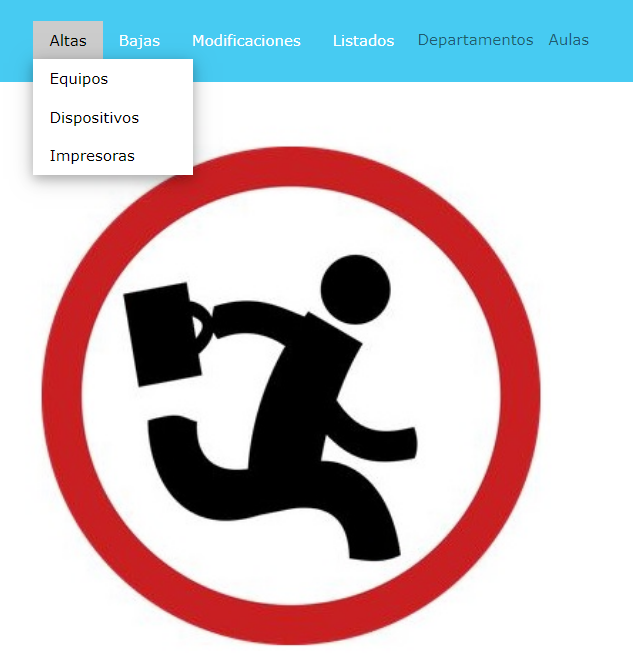 Altas Bajas Modificaciones Listados Departamentos Aulas
Equipos
Dispositivos
Impresoras